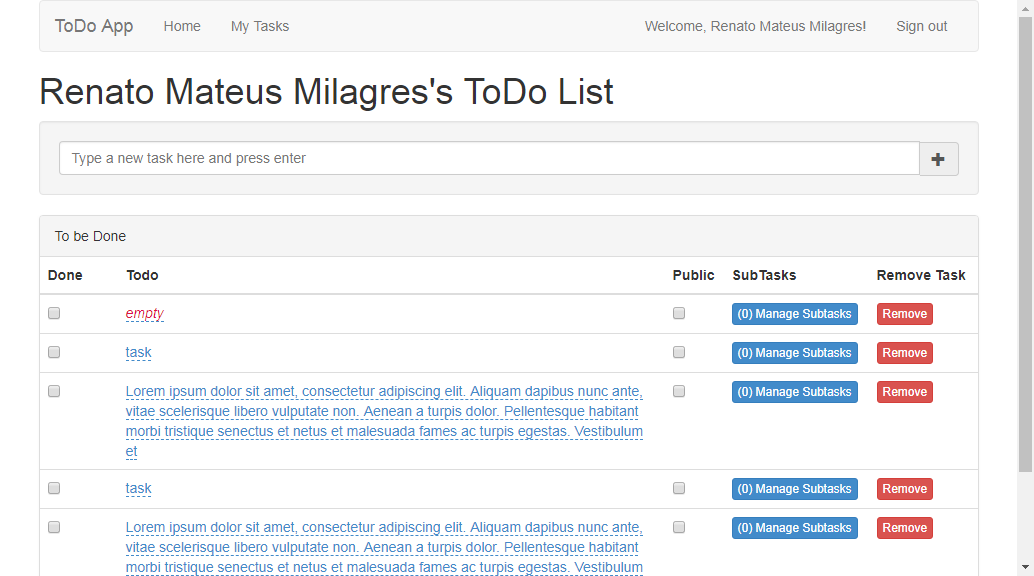 ToDo App Home My Tasks Welcome, Renato Mateus Milagres! Sign out
Renato Mateus Milagres's ToDo List
Type a new task here and press enter
To be Done
Done Todo Public SubTasks Remove Task
empty (0) Manage Subtasks Remove
task (0) Manage Subtasks Remove
Lorem ipsum dolor sit amet, consectetur adipiscing elit. Aliquam dapibus nunc ante, (0) Manage Subtasks Remove
vitae scelerisque libero vulputate non. Aenean a turpis dolor. Pellentesque habitant
morbi tristique senectus et netus et malesuada fames ac turpis egestas. Vestibulum
et
task (0) Manage Subtasks Remove
Lorem ipsum dolor sit amet, consectetur adipiscing elit. Aliquam dapibus nunc ante, (0) Manage Subtasks Remove
vitae scelerisque libero vulputate non. Aenean a turpis dolor. Pellentesque habitant
morbi tristique senectus et netus et malesuada fames ac turpis egestas. Vestibulum